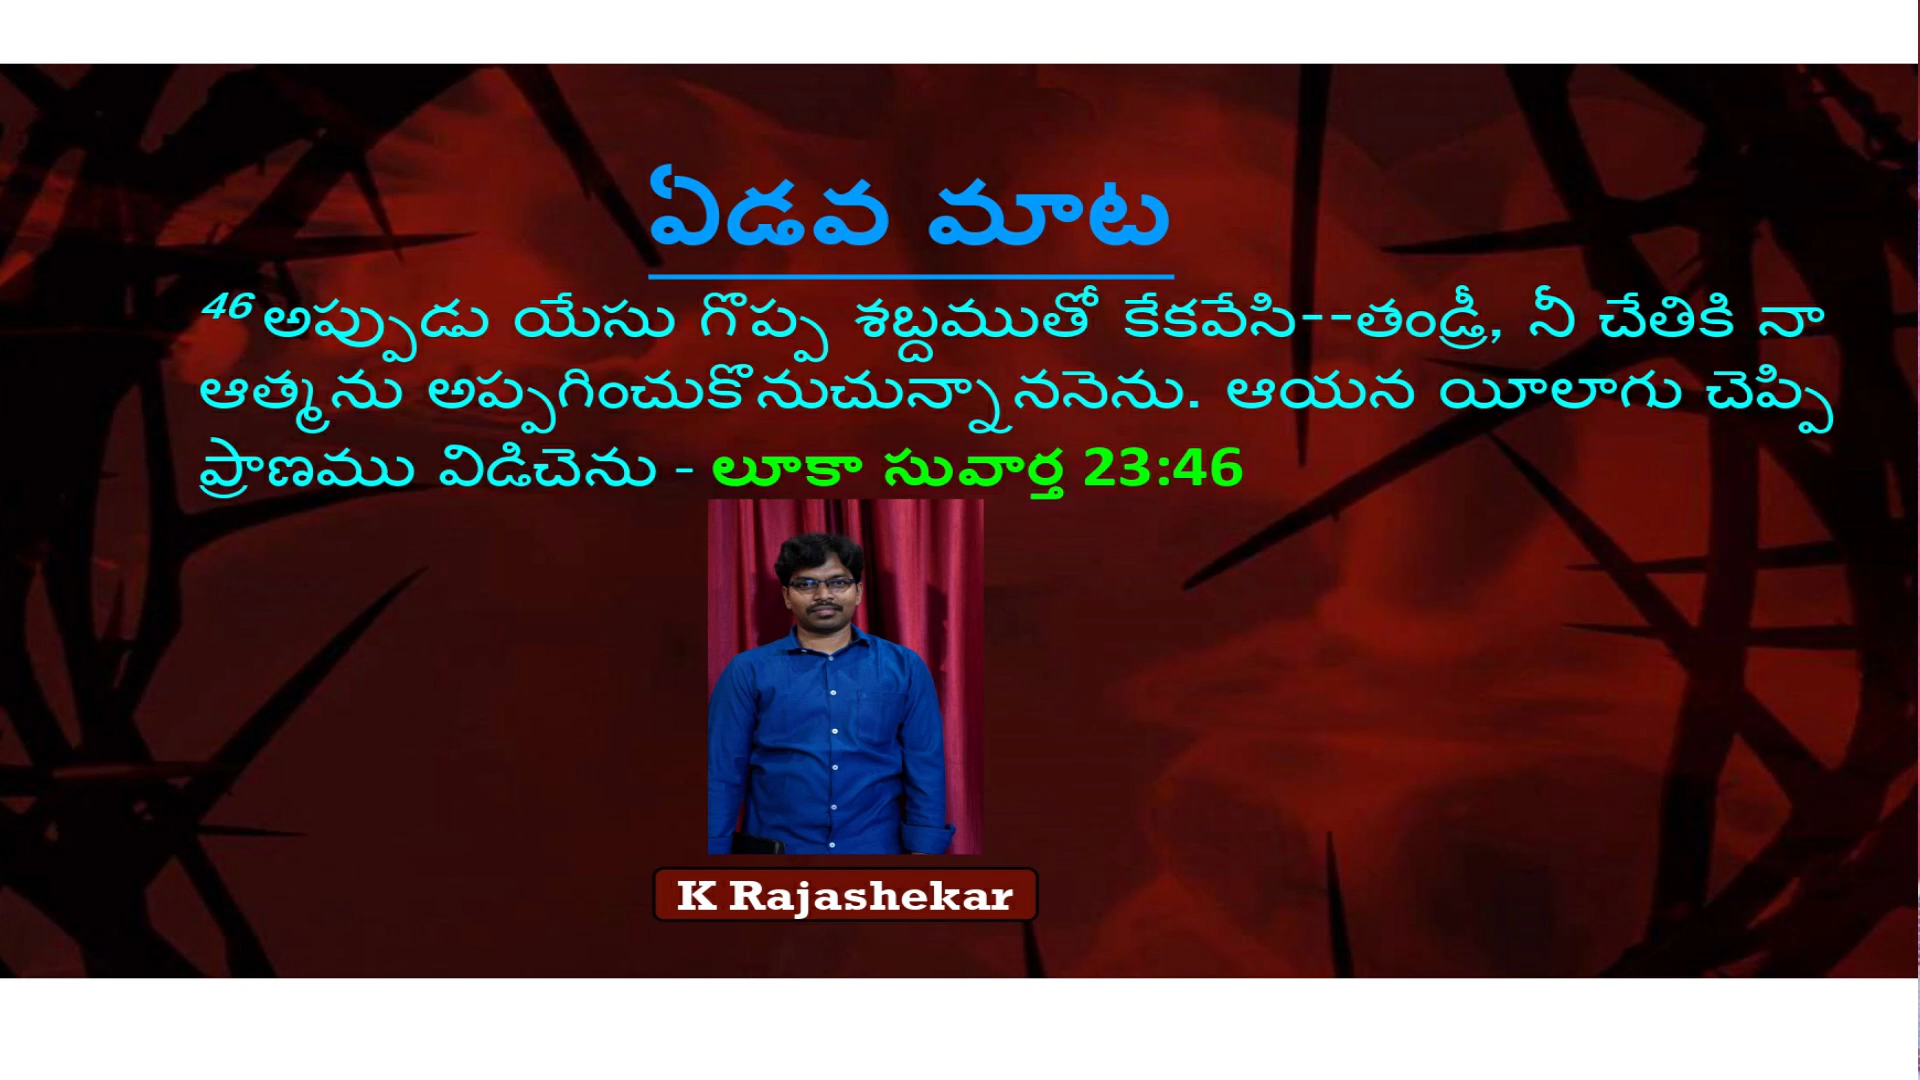 ఏడవ మాట
46 అప్పుడు యేసు గొప్ప శబ్దముతో కేకవేసి--తండ్రీ, నీ చేతికి నా
ఆత్మను అప్పగించుకొనుచున్నాననెను. ఆయన యీలాగు చెప్పి
ప్రాణము విడిచెను - లూకా సువార్త 23:46
K Rajashekar